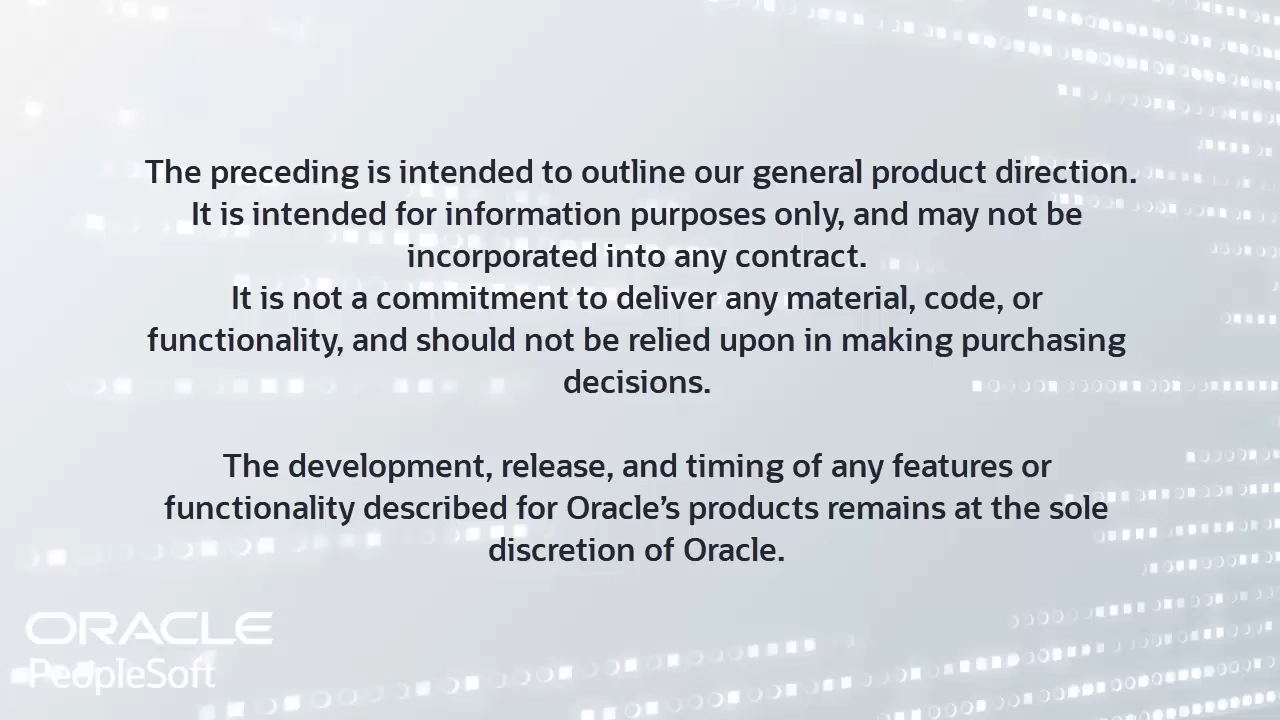 The preceding is intended to outline our general product direction.
It is intended for information purposes only, and may not be
incorporated into any contract.
It is not a commitment to deliver any material, code, or
functionality, and should not be relied upon in making purchasing
decisions.
The development, release, and timing of any features or
functionality described for Oracle’s products remains at the sole
discretion of Oracle.
ORACLE
PeopleSoft